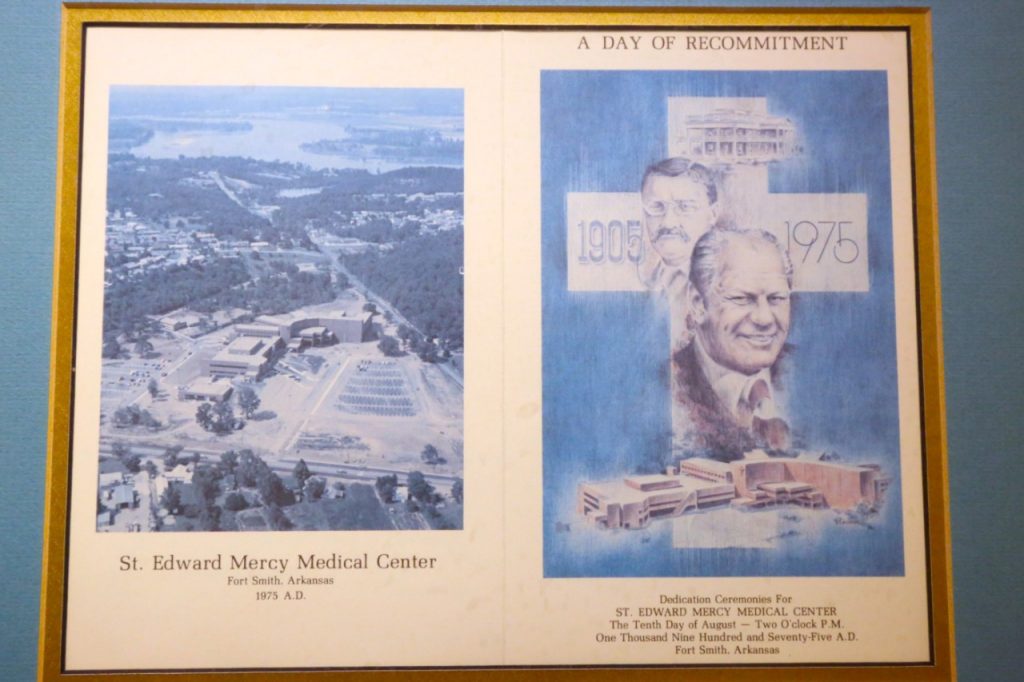 St. Edward Mercy Medical Center
Fort Smith, Arkansas
1975 A.D.
A DAY OF RECOMMITMENT
1905
1975
Dedication Ceremonies For
ST. EDWARD MERCY MEDICAL CENTER
The Tenth Day of August — Two O'clock P.M.
One Thousand Nine Hundred and Seventy-Five A.D.
Fort Smith, Arkansas